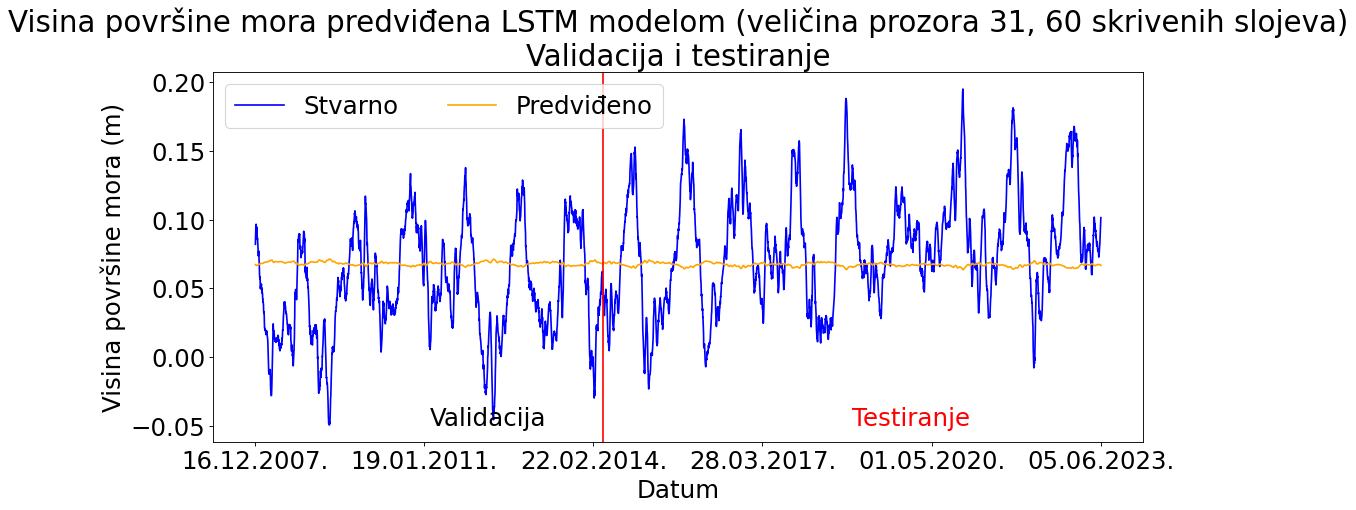 Visina površine mora predviđena LSTM modelom (veličina prozora 31, 60 skrivenih slojeva)
Validacija i testiranje
Stvarno
Predviđeno
Visina površine mora (m)
0.20
0.15
0.10
0.05
0.00
−0.05
Validacija
Testiranje
16.12.2007.
19.01.2011.
22.02.2014.
28.03.2017.
01.05.2020.
05.06.2023.
Datum